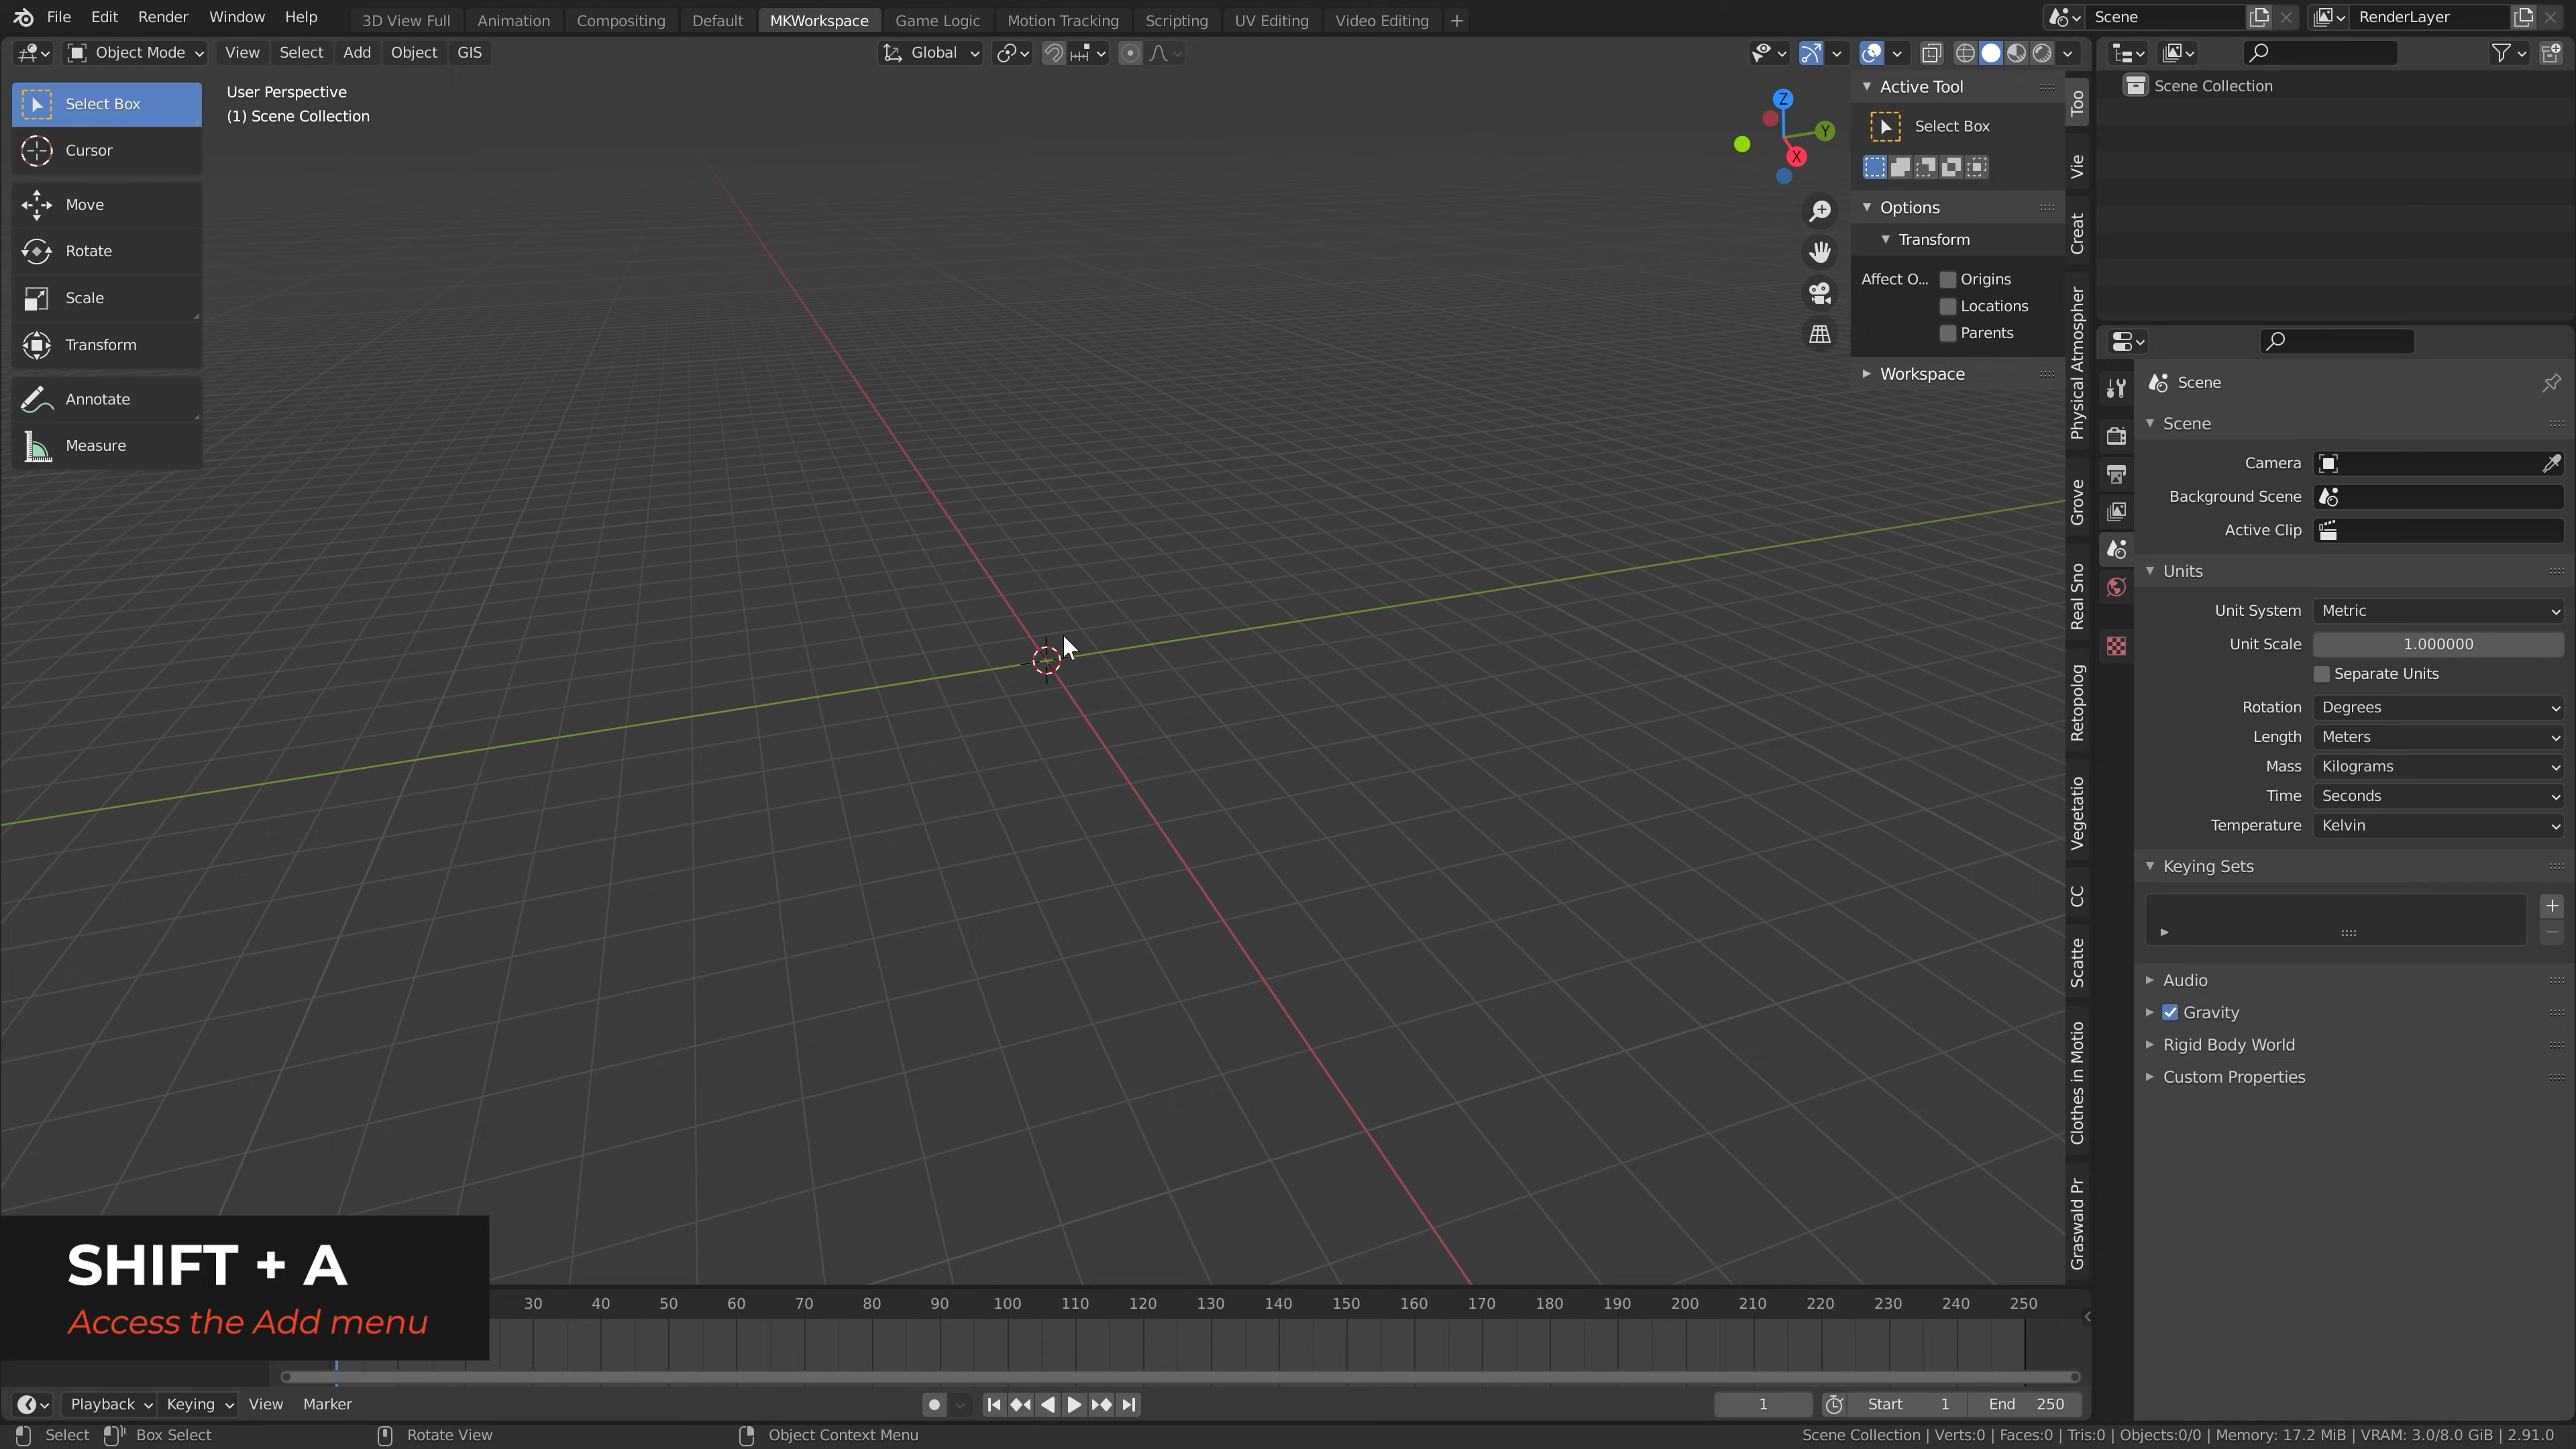 File Edit Render Window Help 3D View Full Animation Compositing Default MKWorkspace Game Logic Motion Tracking Scripting UV Editing Video Editing + Scene RenderLayer
Object Mode View Select Add Object GIS Global
Select Box
Cursor
Move
Rotate
Scale
Transform
Annotate
Measure
User Perspective
(1) Scene Collection
Z
Y
X
Active Tool
Select Box
Options
Transform
Affect O... Origins
Locations
Parents
Workspace
Too
Vie
Creat
Physical Atmospher
Grove
Real Sno
Retopolog
Vegetatio
CC
Scatte
Clothes in Motio
Graswald Pr
Scene Collection
Scene
Scene
Camera
Background Scene
Active Clip
Units
Unit System Metric
Unit Scale 1.000000
Separate Units
Rotation Degrees
Length Meters
Mass Kilograms
Time Seconds
Temperature Kelvin
Keying Sets
Audio
Gravity
Rigid Body World
Custom Properties
SHIFT + A
Access the Add menu
30 40 50 60 70 80 90 100 110 120 130 140 150 160 170 180 190 200 210 220 230 240 250
Playback Keying View Marker 1 Start 1 End 250
Select Box Select Rotate View Object Context Menu Scene Collection | Verts:0 | Faces:0 | Tris:0 | Objects:0/0 | Memory: 17.2 MiB | VRAM: 3.0/8.0 GiB | 2.91.0